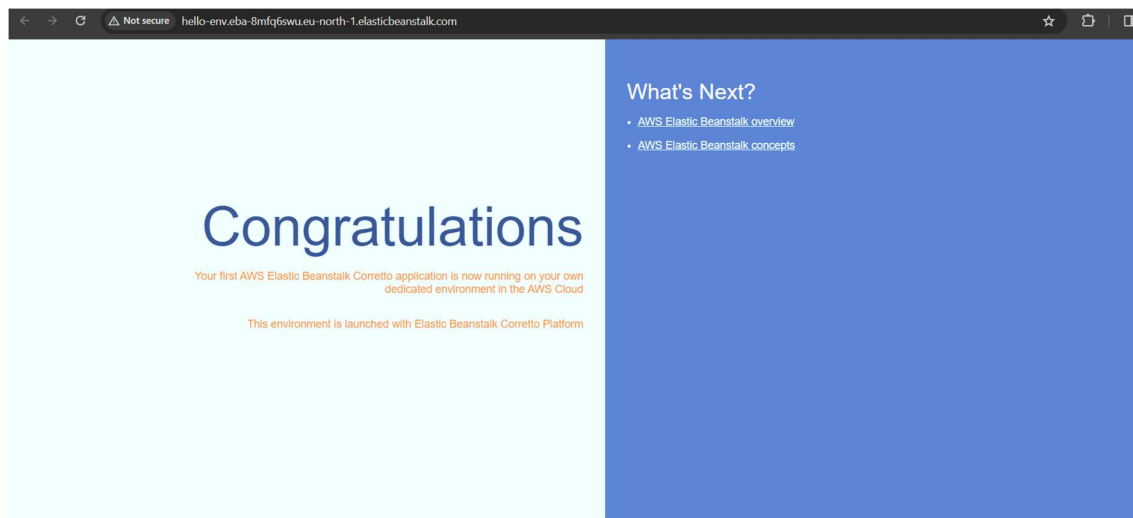 Not secure hello-env.eba-8mfq6swu.eu-north-1.elasticbeanstalk.com
Congratulations
Your first AWS Elastic Beanstalk Corretto application is now running on your own
dedicated environment in the AWS Cloud
This environment is launched with Elastic Beanstalk Corretto Platform
What's Next?
AWS Elastic Beanstalk overview
AWS Elastic Beanstalk concepts